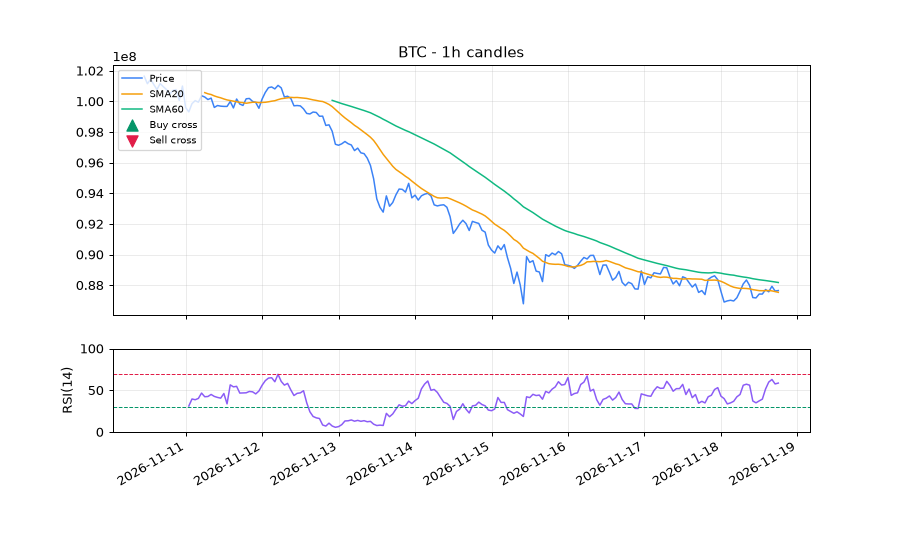 BTC - 1h candles
1e8
1.02
1.00
0.98
0.96
0.94
0.92
0.90
0.88
Price
SMA20
SMA60
Buy cross
Sell cross
RSI(14)
100
50
0
2026-11-11
2026-11-12
2026-11-13
2026-11-14
2026-11-15
2026-11-16
2026-11-17
2026-11-18
2026-11-19